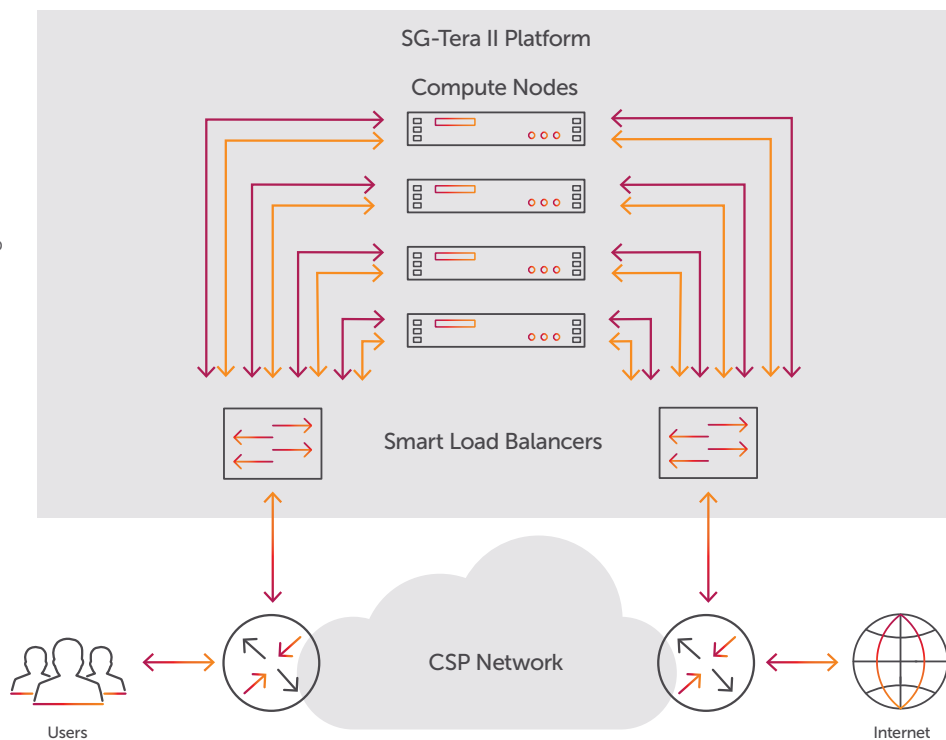 SG-Tera II Platform
Compute Nodes
Smart Load Balancers
CSP Network
Users
Internet